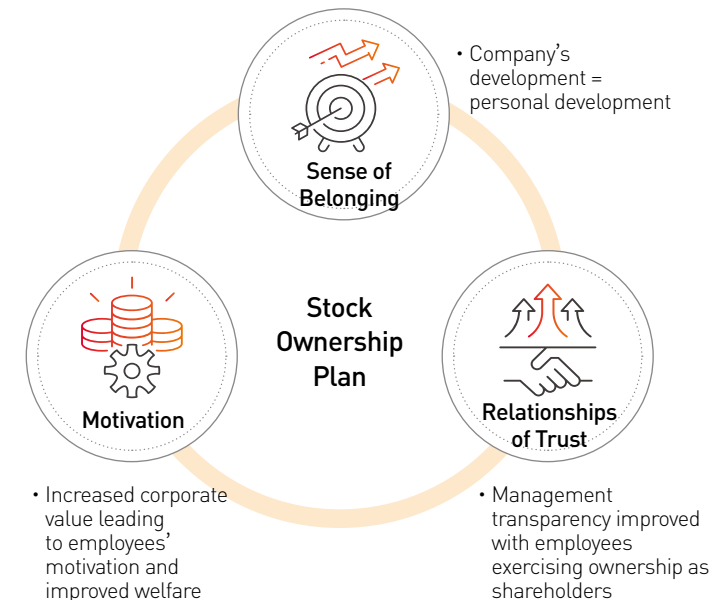 • Company's
development =
personal development
Sense of
Belonging
Stock
Ownership
Plan
Motivation
Relationships
of Trust
• Increased corporate
value leading
to employees'
motivation and
improved welfare
• Management
transparency improved
with employees
exercising ownership as
shareholders